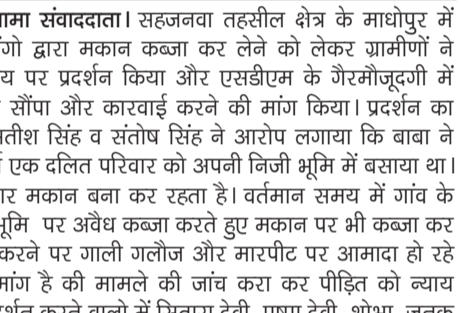 संवाददाता। सहजनवा तहसील क्षेत्र के माधोपुर में
द्वारा मकान कब्जा कर लेने को लेकर ग्रामीणों ने
पर प्रदर्शन किया और एसडीएम के गैरमौजूदगी में
सौंपा और कारवाई करने की मांग किया। प्रदर्शन का
सिंह व संतोष सिंह ने आरोप लगाया कि बाबा ने
एक दलित परिवार को अपनी निजी भूमि में बसाया था।
मकान बना कर रहता है। वर्तमान समय में गांव के
पर अवैध कब्जा करते हुए मकान पर भी कब्जा कर
करने पर गाली गलौज और मारपीट पर आमादा हो रहे
मांग है की मामले की जांच करा कर पीड़ित को न्याय